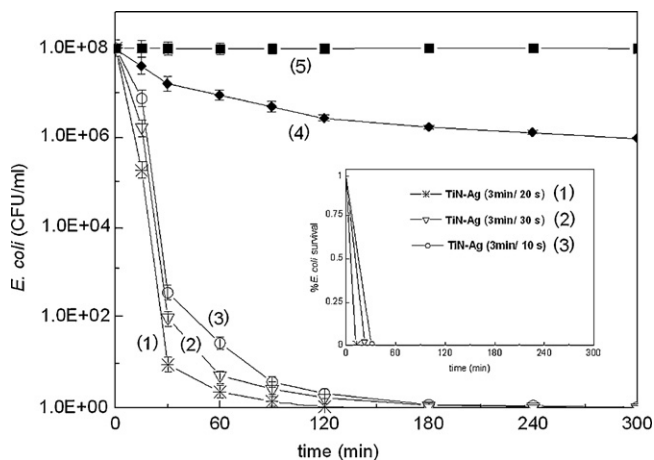 E. coli (CFU/ml)
1.0E+08
1.0E+06
1.0E+04
1.0E+02
1.0E+00
(5)
(4)
(3)
(1)
(2)
0
60
120
180
240
300
time (min)
%E. coli survival
1
0.75
0.5
0.25
0
TiN-Ag (3min/ 20 s) (1)
TiN-Ag (3min/ 30 s) (2)
TiN-Ag (3min/ 10 s) (3)
0
60
120
180
240
300
time (min)